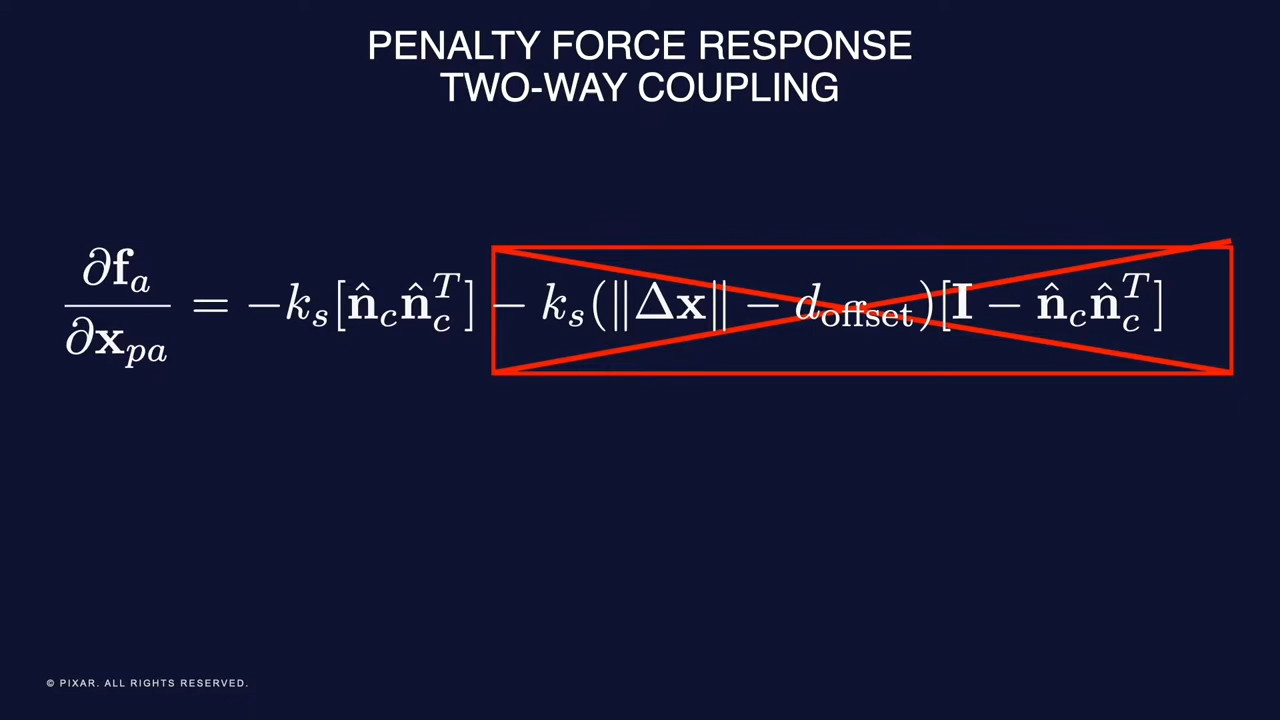 PENALTY FORCE RESPONSE
TWO-WAY COUPLING
∂f_a/∂x_pa = −k_s[n̂_c n̂_c^T] − k_s(‖Δx‖ − d_offset)[I − n̂_c n̂_c^T]
© PIXAR. ALL RIGHTS RESERVED.